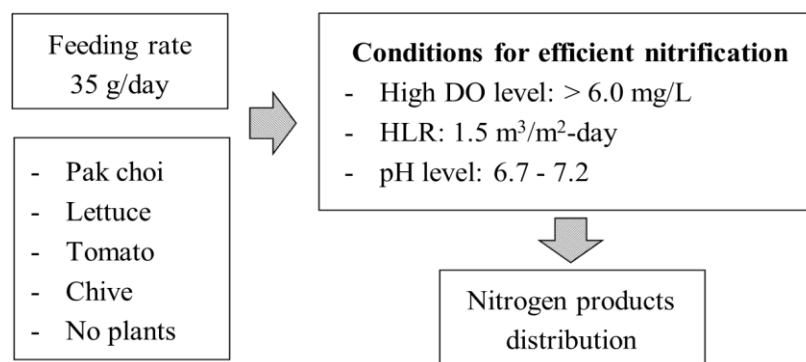 Feeding rate
35 g/day
- Pak choi
- Lettuce
- Tomato
- Chive
- No plants
Conditions for efficient nitrification
- High DO level: > 6.0 mg/L
- HLR: 1.5 m³/m²-day
- pH level: 6.7 - 7.2
Nitrogen products
distribution